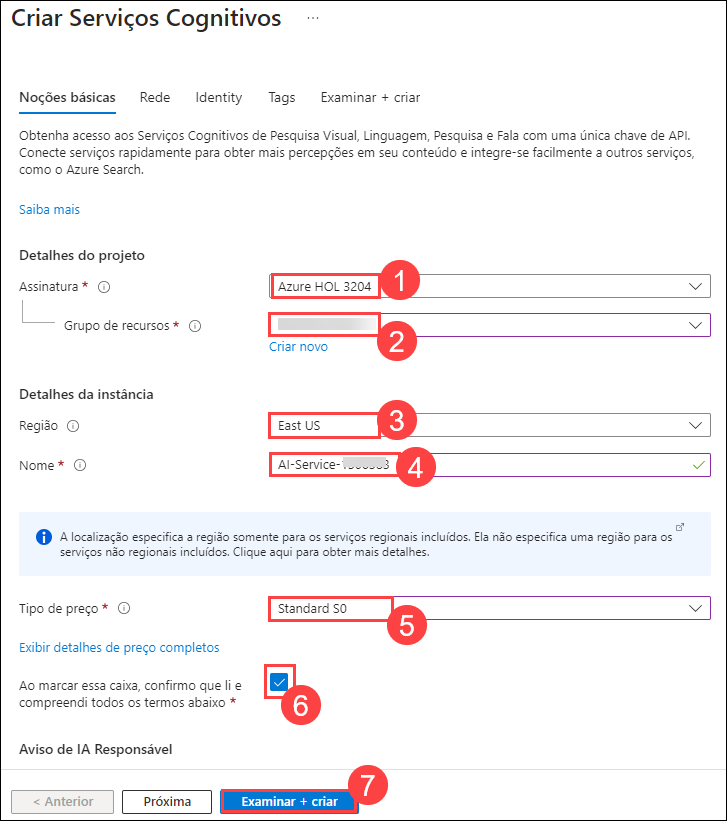 Criar Serviços Cognitivos ...
Noções básicas Rede Identity Tags Examinar + criar
Obtenha acesso aos Serviços Cognitivos de Pesquisa Visual, Linguagem, Pesquisa e Fala com uma única chave de API.
Conecte serviços rapidamente para obter mais percepções em seu conteúdo e integre-se facilmente a outros serviços,
como o Azure Search.
Saiba mais
Detalhes do projeto
Assinatura * Azure HOL 3204 1
Grupo de recursos * 2
Criar novo
Detalhes da instância
Região East US 3
Nome * AI-Service- 4
A localização especifica a região somente para os serviços regionais incluídos. Ela não especifica uma região para os
serviços não regionais incluídos. Clique aqui para obter mais detalhes.
Tipo de preço * Standard S0 5
Exibir detalhes de preço completos
Ao marcar essa caixa, confirmo que li e
compreendi todos os termos abaixo * 6
Aviso de IA Responsável
< Anterior Próxima Examinar + criar 7